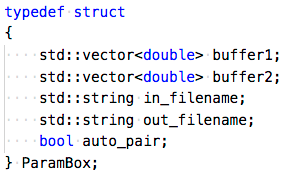 typedef struct
{
    std::vector<double> buffer1;
    std::vector<double> buffer2;
    std::string in_filename;
    std::string out_filename;
    bool auto_pair;
} ParamBox;